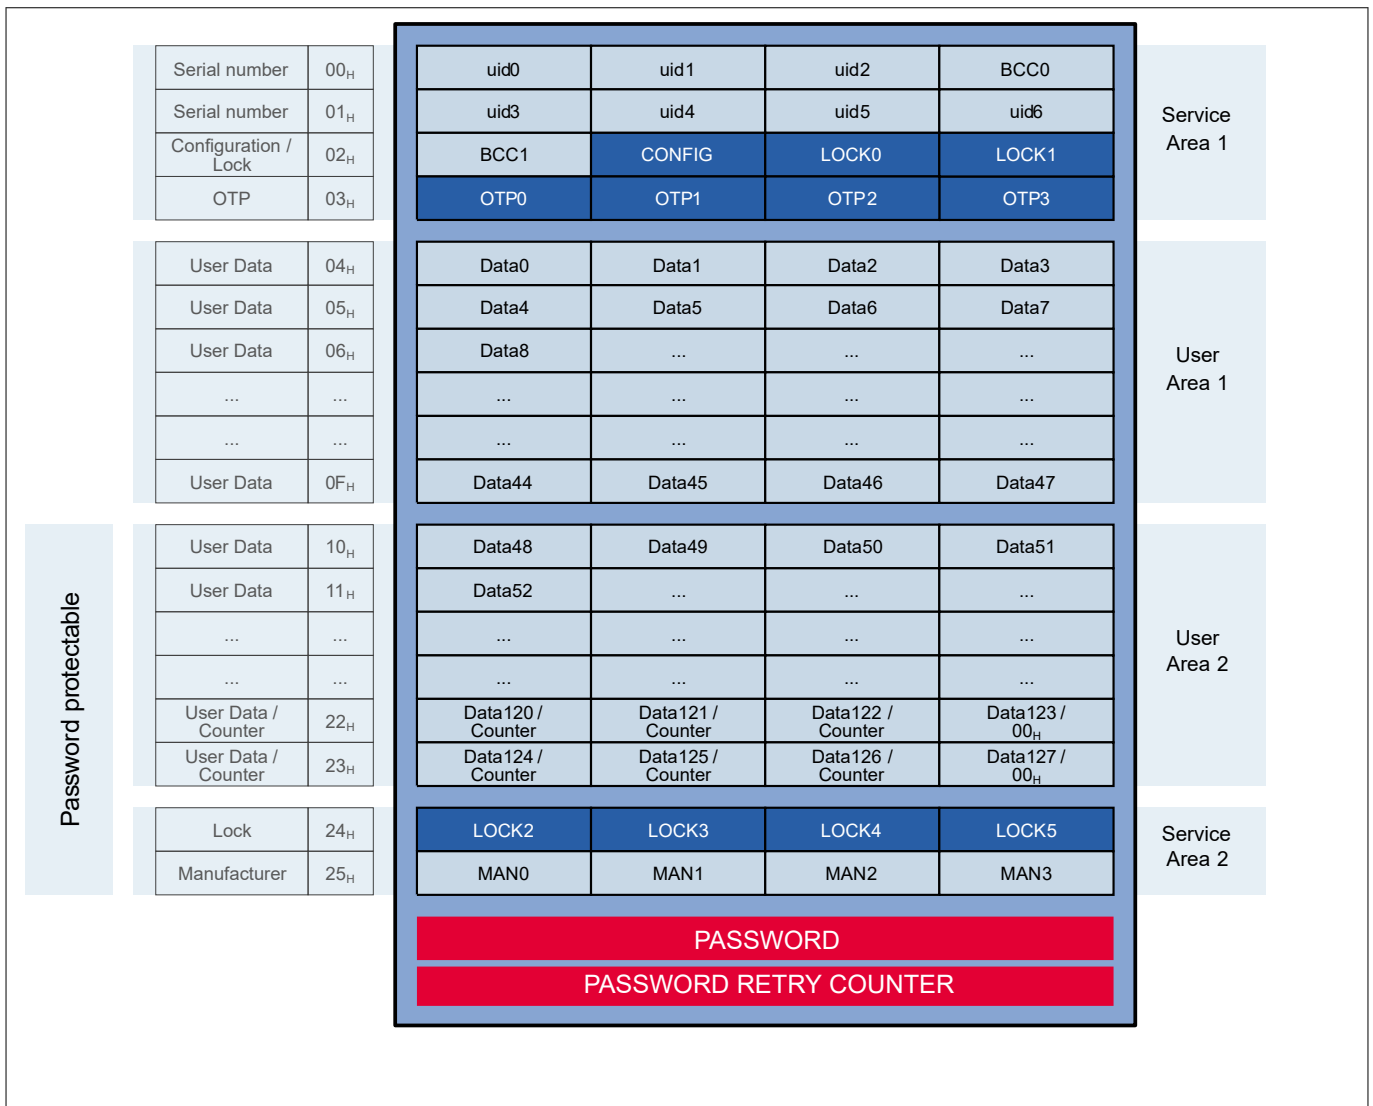 Serial number 00H uid0 uid1 uid2 BCC0
Serial number 01H uid3 uid4 uid5 uid6
Service
Area 1
Configuration /
Lock
02H BCC1 CONFIG LOCK0 LOCK1
OTP 03H OTP0 OTP1 OTP2 OTP3
User Data 04H Data0 Data1 Data2 Data3
User Data 05H Data4 Data5 Data6 Data7
User Data 06H Data8 ... ... ...
User
Area 1
... ... ... ... ... ...
... ... ... ... ... ...
User Data 0FH Data44 Data45 Data46 Data47
Password protectable
User Data 10H Data48 Data49 Data50 Data51
User Data 11H Data52 ... ... ...
... ... ... ... ... ...
User
Area 2
... ... ... ... ... ...
User Data /
Counter
22H
Data120 /
Counter
Data121 /
Counter
Data122 /
Counter
Data123 /
00H
User Data /
Counter
23H
Data124 /
Counter
Data125 /
Counter
Data126 /
Counter
Data127 /
00H
Lock 24H LOCK2 LOCK3 LOCK4 LOCK5
Service
Area 2
Manufacturer 25H MAN0 MAN1 MAN2 MAN3
PASSWORD
PASSWORD RETRY COUNTER